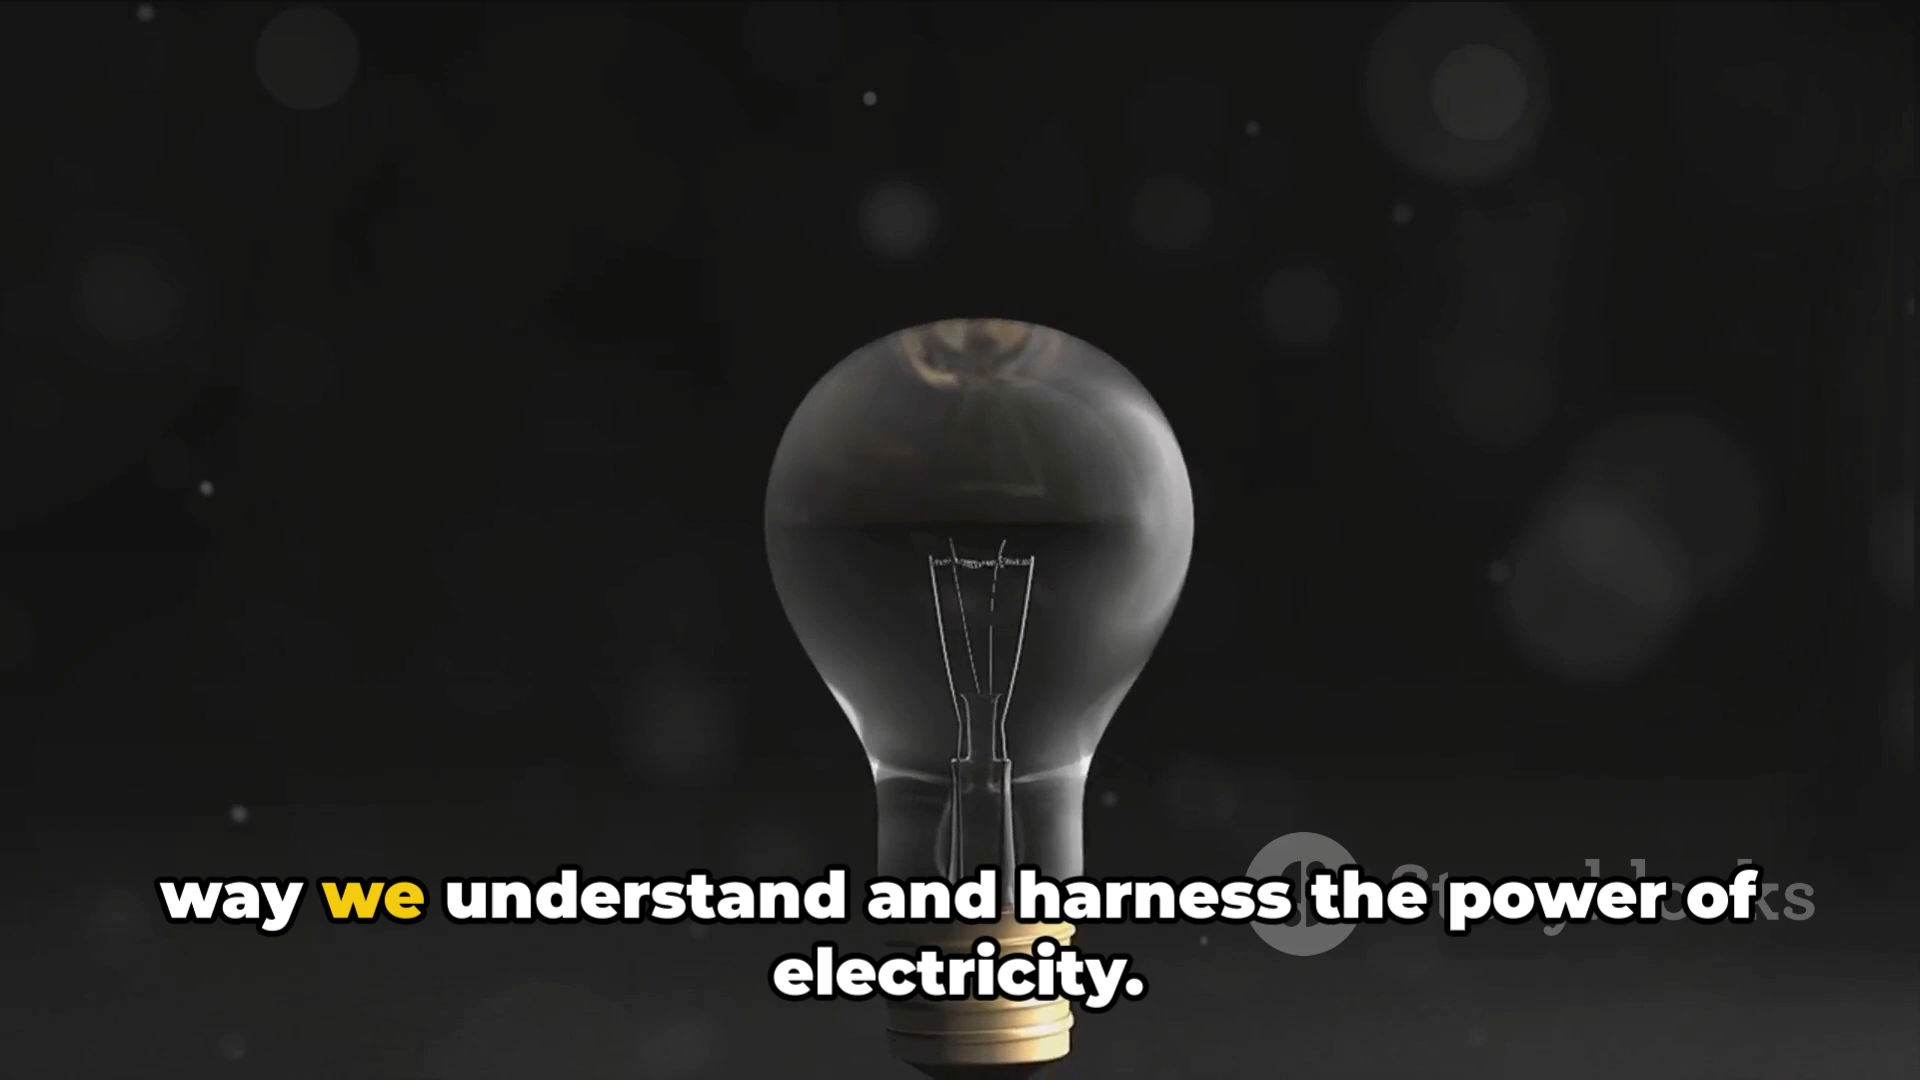 way we understand and harness the power of
electricity.